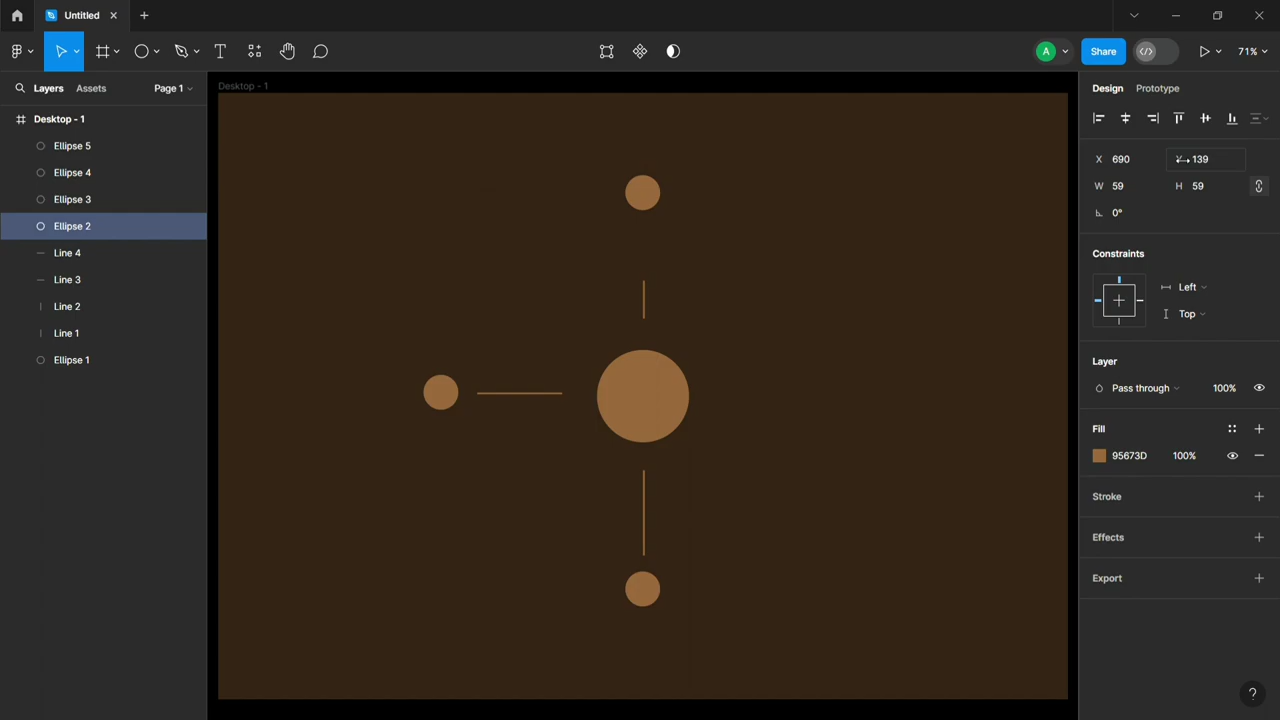 Untitled
A
Share
71%
Layers
Assets
Page 1
Desktop - 1
Design
Prototype
Desktop - 1
Ellipse 5
Ellipse 4
Ellipse 3
Ellipse 2
Line 4
Line 3
Line 2
Line 1
Ellipse 1
X 690
139
W 59
H 59
0°
Constraints
Left
Top
Layer
Pass through
100%
Fill
95673D
100%
Stroke
Effects
Export
?